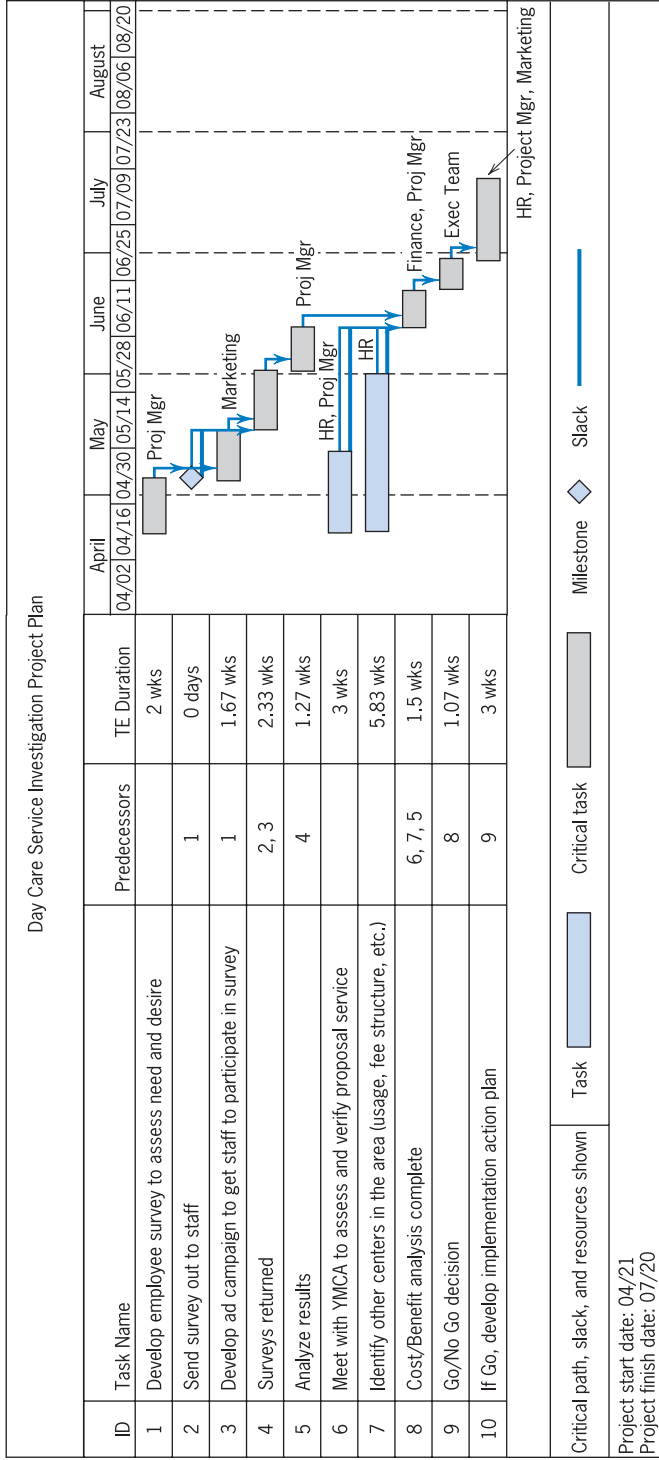 Day Care Service Investigation Project Plan
April May June July August
ID Task Name Predecessors TE Duration 04/02 04/16 04/30 05/14 05/28 06/11 06/25 07/09 07/23 08/06 08/20
1 Develop employee survey to assess need and desire 2 wks Proj Mgr
2 Send survey out to staff 1 0 days
3 Develop ad campaign to get staff to participate in survey 1 1.67 wks Marketing
4 Surveys returned 2, 3 2.33 wks
5 Analyze results 4 1.27 wks Proj Mgr
6 Meet with YMCA to assess and verify proposal service 3 wks HR, Proj Mgr
7 Identify other centers in the area (usage, fee structure, etc.) 5.83 wks HR
8 Cost/Benefit analysis complete 6, 7, 5 1.5 wks Finance, Proj Mgr
9 Go/No Go decision 8 1.07 wks Exec Team
10 If Go, develop implementation action plan 9 3 wks
HR, Project Mgr, Marketing
Critical path, slack, and resources shown Task Critical task Milestone Slack
Project start date: 04/21
Project finish date: 07/20